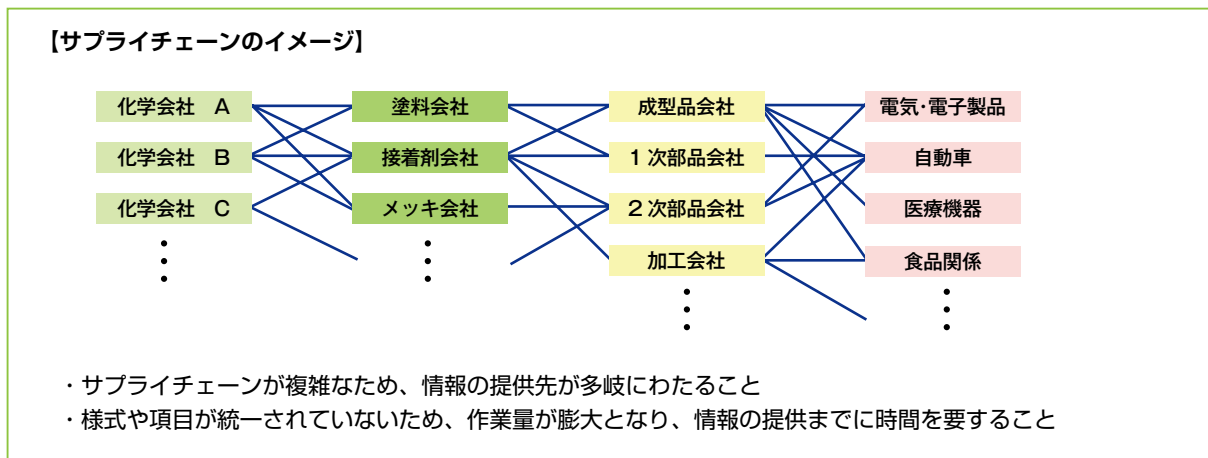 【サプライチェーンのイメージ】
化学会社 A
塗料会社
成型品会社
電気・電子製品
化学会社 B
接着剤会社
1次部品会社
自動車
化学会社 C
メッキ会社
2次部品会社
医療機器
加工会社
食品関係
・サプライチェーンが複雑なため、情報の提供先が多岐にわたること
・様式や項目が統一されていないため、作業量が膨大となり、情報の提供までに時間を要すること